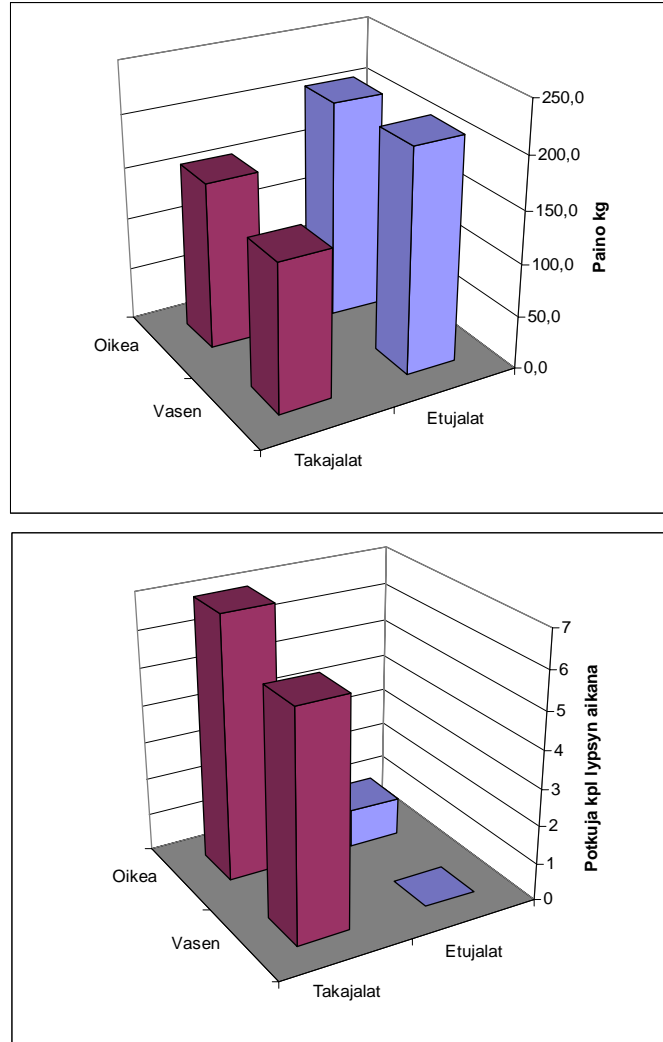 250,0
200,0
150,0
100,0
50,0
0,0
Paino kg
Oikea
Vasen
Takajalat
Etujalat
7
6
5
4
3
2
1
0
Potkuja kpl lypsyn aikana
Oikea
Vasen
Takajalat
Etujalat